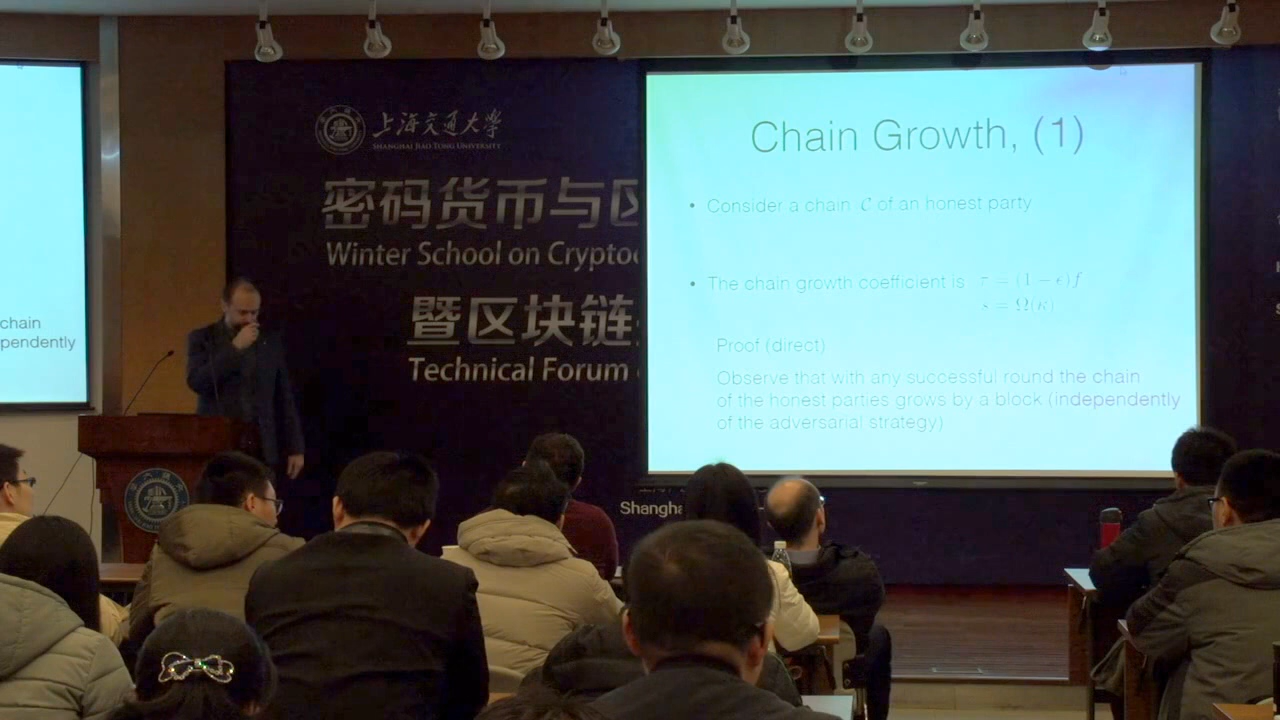 chain
pendently
上海交通大学
SHANGHAI JIAO TONG UNIVERSITY
密码货币与区
Winter School on Cryptoc
暨区块链
Technical Forum
Shangha
Chain Growth, (1)
• Consider a chain C of an honest party
• The chain growth coefficient is τ = (1 − ϵ)f
s = Ω(κ)
Proof (direct)
Observe that with any successful round the chain
of the honest parties grows by a block (independently
of the adversarial strategy)